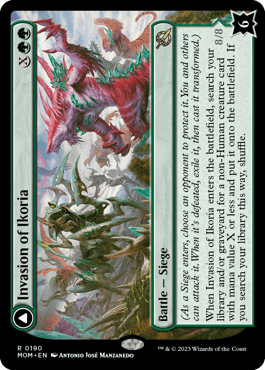 Invasion of Ikoria
X
Battle — Siege
(As a Siege enters, choose an opponent to protect it. You and others
can attack it. When it's defeated, exile it, then cast it transformed.)
When Invasion of Ikoria enters the battlefield, search your
library and/or graveyard for a non-Human creature card
with mana value X or less and put it onto the battlefield. If
you search your library this way, shuffle.
8/8
6
R 0190
MOM • EN Antonio José Manzanedo
™ & © 2023 Wizards of the Coast